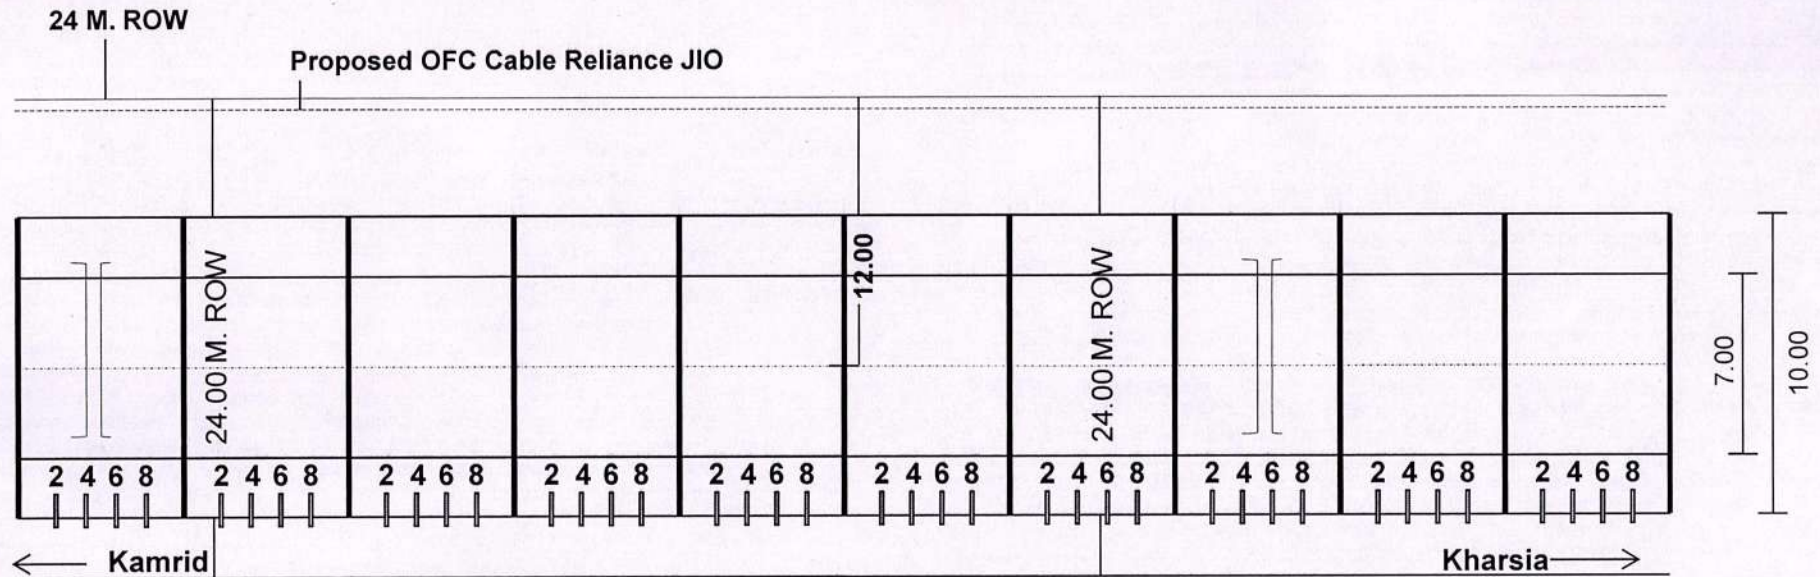 24 M. ROW
Proposed OFC Cable Reliance JIO
12.00
24.00 M. ROW
24.00 M. ROW
7.00
10.00
2 4 6 8 2 4 6 8 2 4 6 8 2 4 6 8 2 4 6 8 2 4 6 8 2 4 6 8 2 4 6 8 2 4 6 8 2 4 6 8
Kamrid
Kharsia